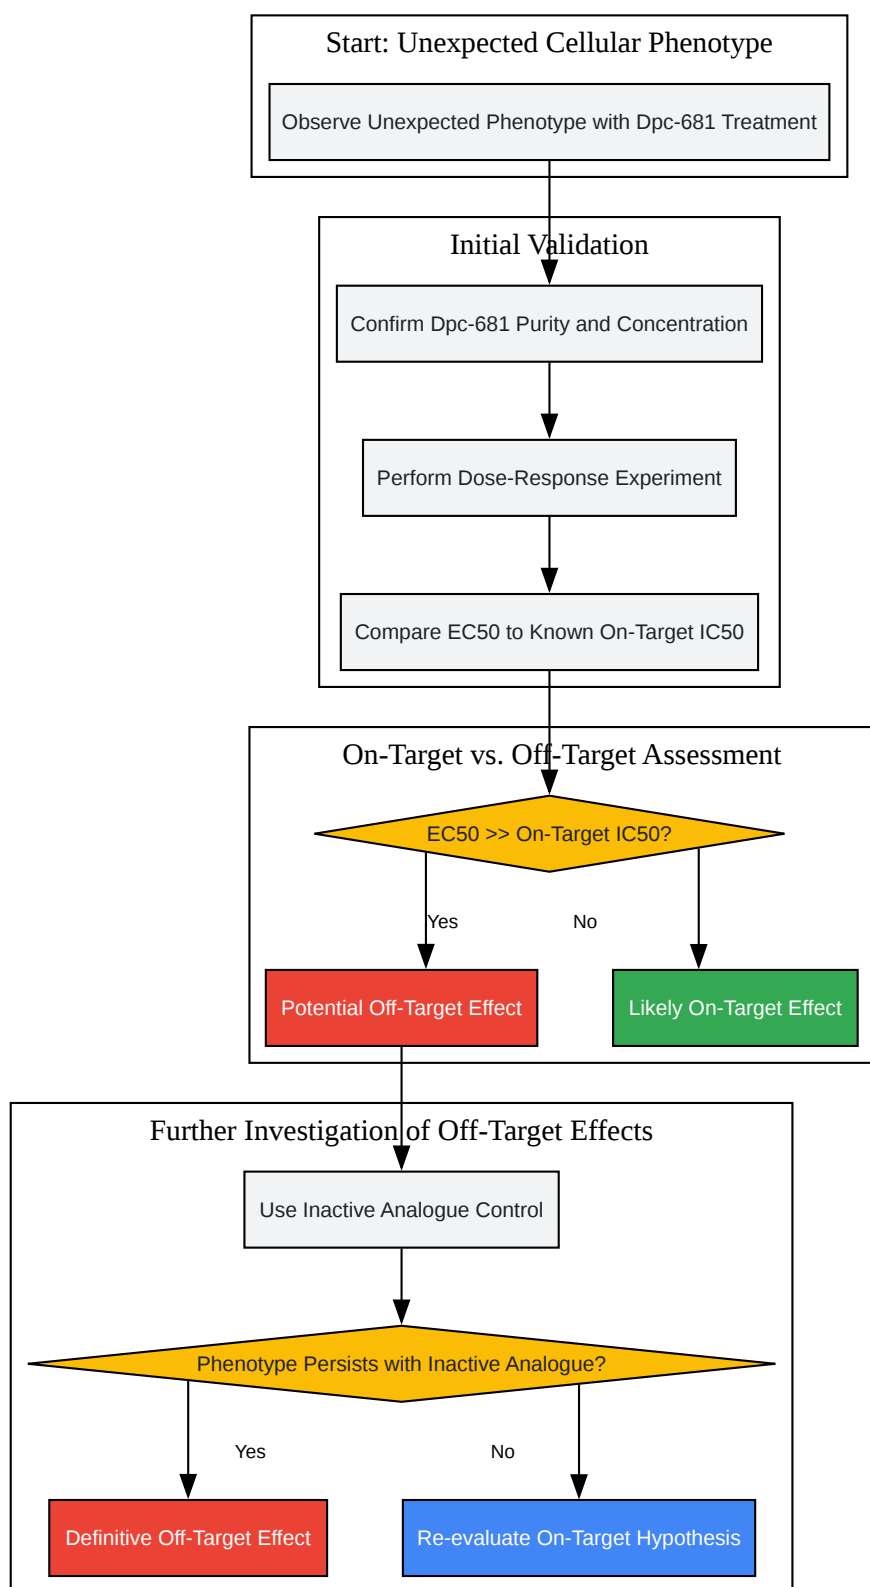 Start: Unexpected Cellular Phenotype
Observe Unexpected Phenotype with Dpc-681 Treatment
Initial Validation
Confirm Dpc-681 Purity and Concentration
Perform Dose-Response Experiment
Compare EC50 to Known On-Target IC50
On-Target vs. Off-Target Assessment
EC50 >> On-Target IC50?
Yes
No
Potential Off-Target Effect
Likely On-Target Effect
Further Investigation of Off-Target Effects
Use Inactive Analogue Control
Phenotype Persists with Inactive Analogue?
Yes
No
Definitive Off-Target Effect
Re-evaluate On-Target Hypothesis